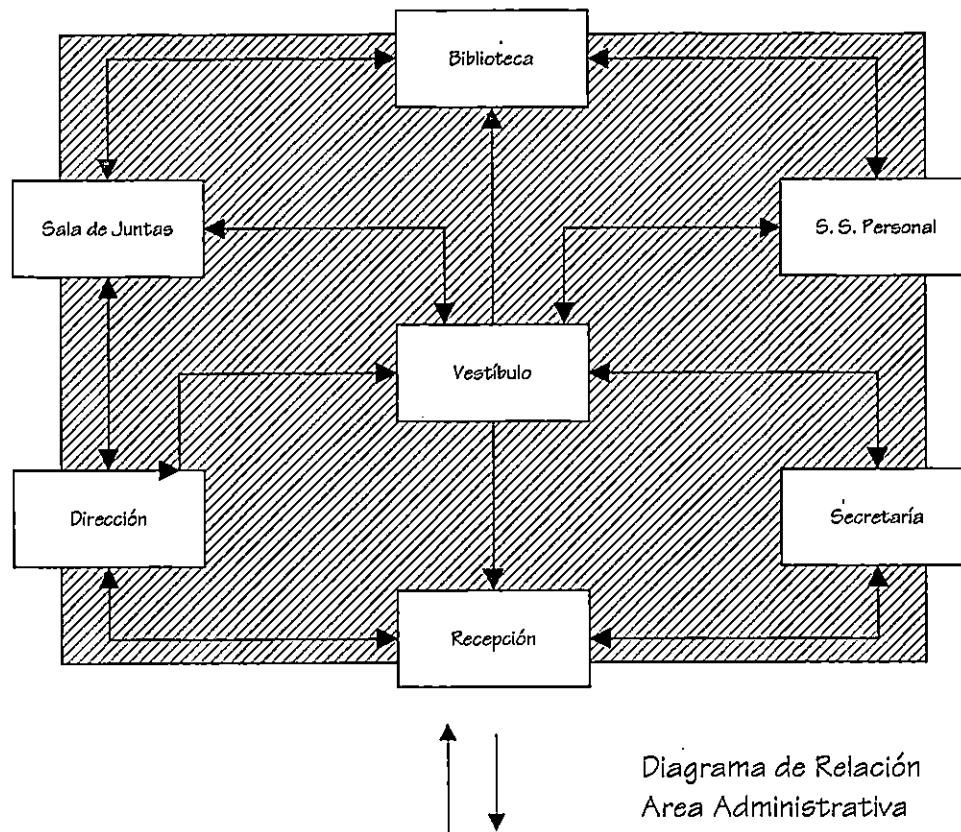 Biblioteca
Sala de Juntas
S. S. Personal
Vestíbulo
Dirección
Secretaría
Recepción
Diagrama de Relación
Area Administrativa